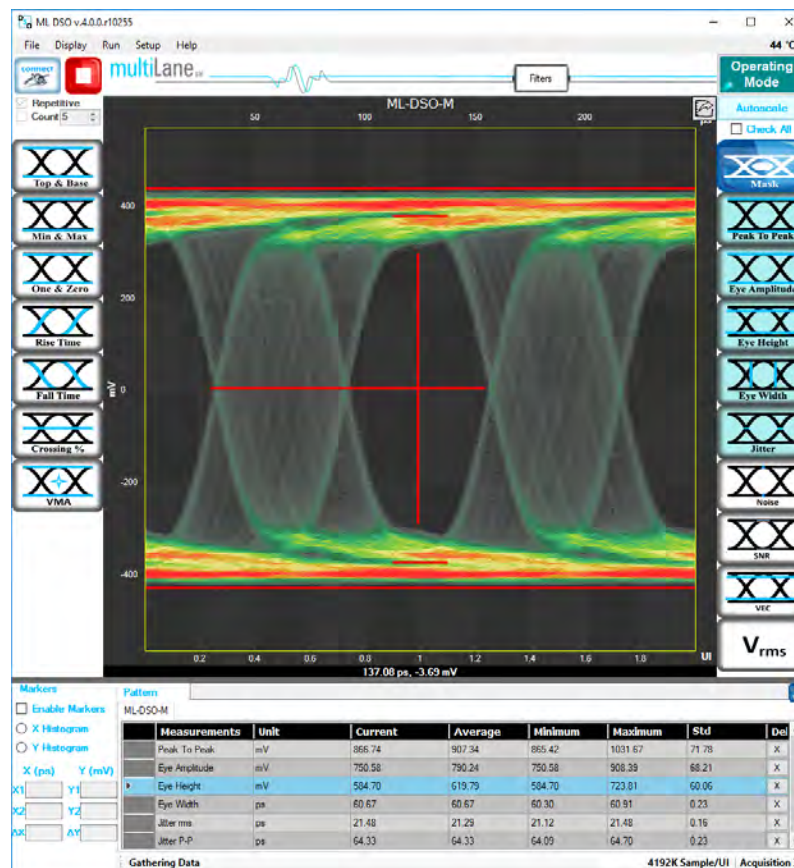 ML DSO v.4.0.0.r10255
File Display Run Setup Help 44 °C
connect multiLane SAL Filters Operating Mode
Repetitive
Count 5
Autoscale
Check All
ML-DSO-M
50 100 150 200
Top & Base
Min & Max
One & Zero
Rise Time
Fall Time
Crossing %
VMA
400
200
0
-200
-400
mV
Mask
Peak To Peak
Eye Amplitude
Eye Height
Eye Width
Jitter
Noise
SNR
VEC
Vrms
0.2 0.4 0.6 0.8 1 1.2 1.4 1.6 1.8 UI
137.08 ps, -3.69 mV
Markers
Enable Markers
X Histogram
Y Histogram
X (ps) Y (mV)
X1 Y1
X2 Y2
ΔX ΔY
Pattern
ML-DSO-M
Measurements Unit Current Average Minimum Maximum Std Del
Peak To Peak mV 866.74 907.34 865.42 1031.67 71.78 X
Eye Amplitude mV 750.58 790.24 750.58 908.39 68.21 X
Eye Height mV 584.70 619.79 584.70 723.81 60.06 X
Eye Width ps 60.67 60.67 60.30 60.91 0.23 X
Jitter rms ps 21.48 21.29 21.12 21.48 0.16 X
Jitter P-P ps 64.33 64.33 64.09 64.70 0.23 X
Gathering Data 4192K Sample/UI Acquisition